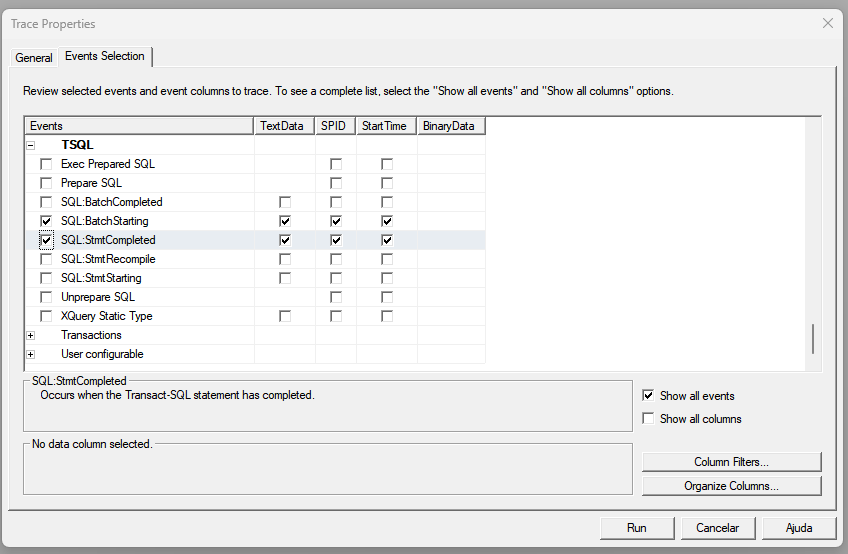 Trace Properties
General Events Selection
Review selected events and event columns to trace. To see a complete list, select the "Show all events" and "Show all columns" options.
Events TextData SPID StartTime BinaryData
TSQL
Exec Prepared SQL
Prepare SQL
SQL:BatchCompleted
SQL:BatchStarting
SQL:StmtCompleted
SQL:StmtRecompile
SQL:StmtStarting
Unprepare SQL
XQuery Static Type
Transactions
User configurable
SQL:StmtCompleted
Occurs when the Transact-SQL statement has completed.
Show all events
Show all columns
No data column selected.
Column Filters...
Organize Columns...
Run Cancelar Ajuda